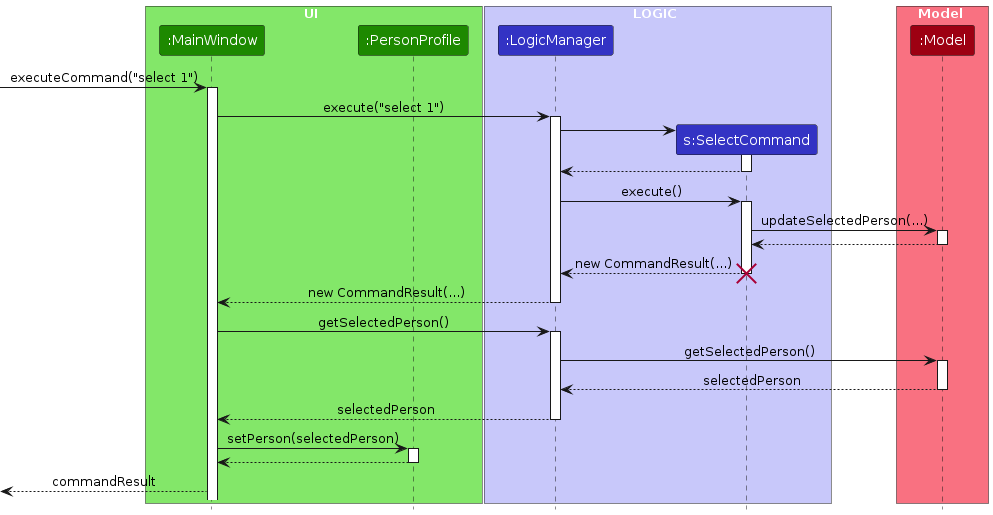 UI
LOGIC
Model
:MainWindow
:PersonProfile
:LogicManager
:Model
executeCommand("select 1")
execute("select 1")
s:SelectCommand
execute()
updateSelectedPerson(...)
new CommandResult(...)
new CommandResult(...)
getSelectedPerson()
getSelectedPerson()
selectedPerson
selectedPerson
setPerson(selectedPerson)
commandResult